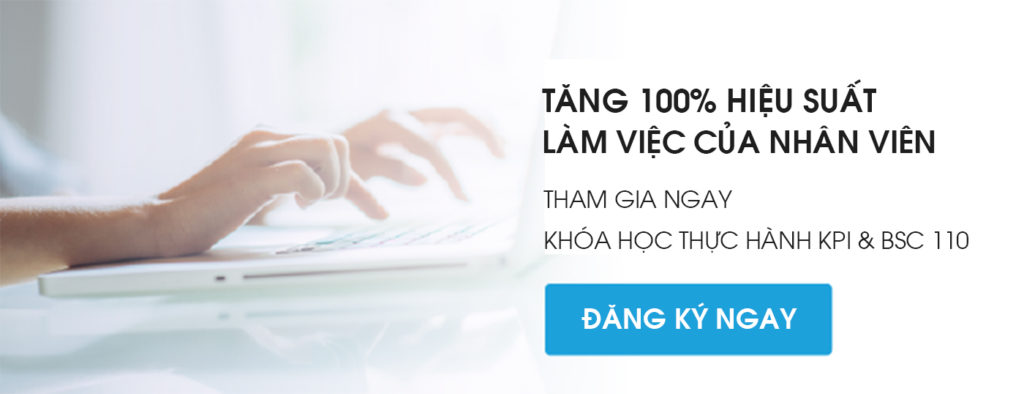 TĂNG 100% HIỆU SUẤT
LÀM VIỆC CỦA NHÂN VIÊN
THAM GIA NGAY
KHÓA HỌC THỰC HÀNH KPI & BSC 110
ĐĂNG KÝ NGAY